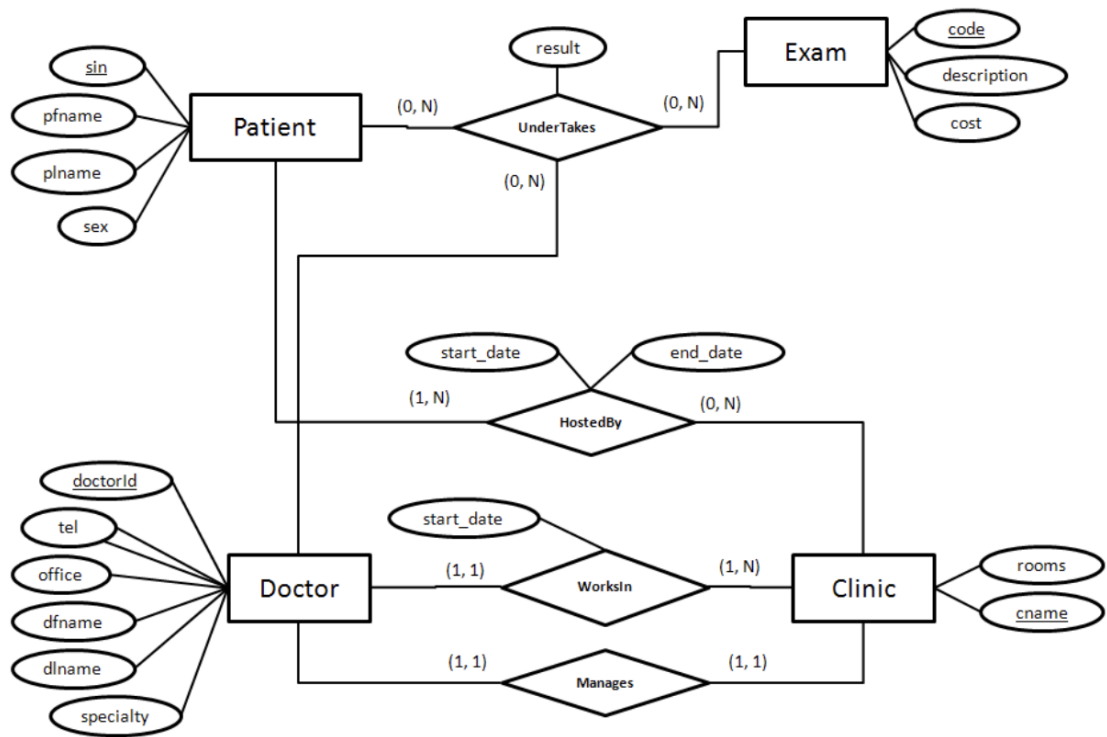 result
code
Exam
description
cost
sin
pfname
plname
sex
Patient
(0, N)
UnderTakes
(0, N)
(0, N)
start_date
end_date
(1, N)
HostedBy
(0, N)
doctorId
tel
office
dfname
dlname
specialty
Doctor
start_date
(1, 1)
WorksIn
(1, N)
Clinic
rooms
cname
(1, 1)
Manages
(1, 1)